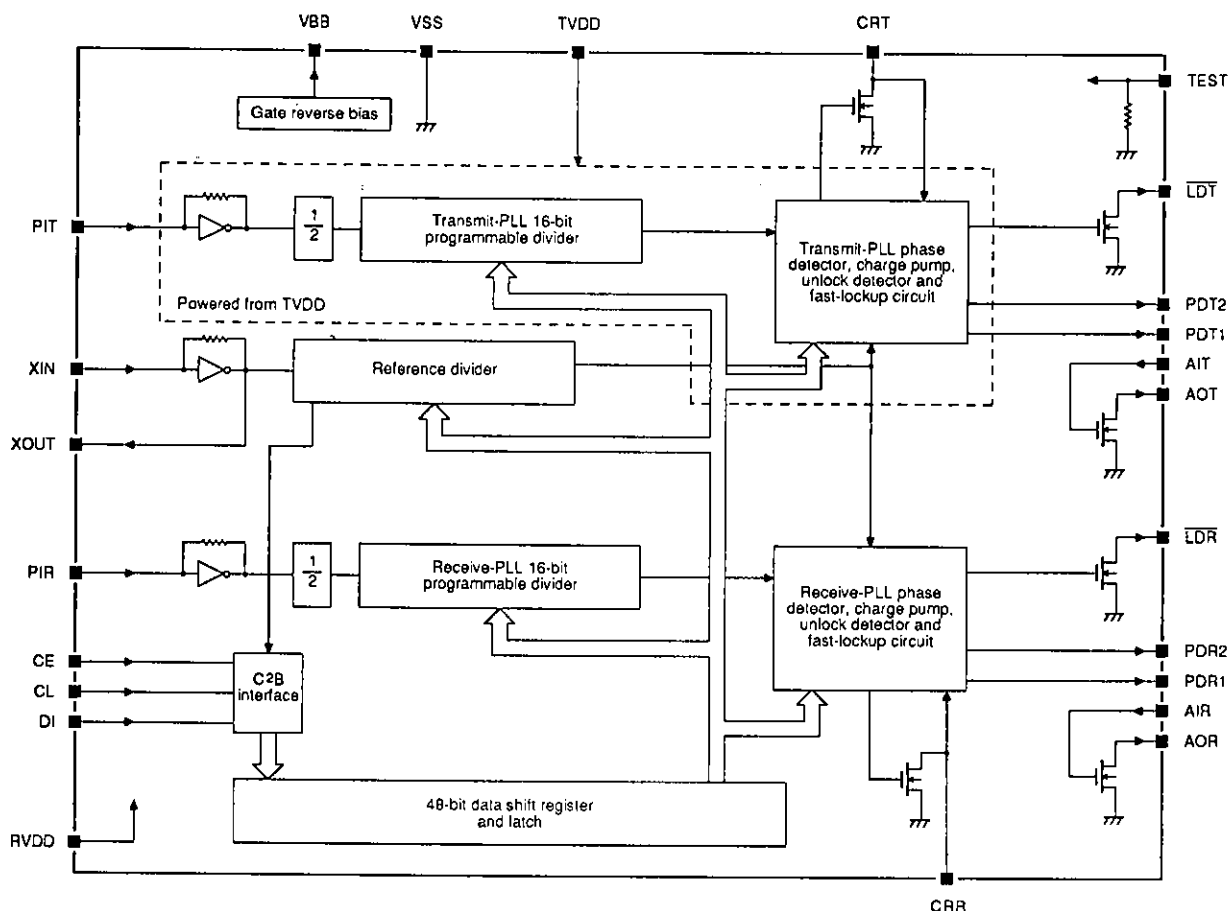 VBB
VSS
TVDD
CRT
TEST
Gate reverse bias
LDT
PIT
1
2
Transmit-PLL 16-bit
programmable divider
Transmit-PLL phase
detector, charge pump,
unlock detector and
fast-lockup circuit
Powered from TVDD
PDT2
PDT1
XIN
Reference divider
AIT
AOT
XOUT
LDR
PIR
1
2
Receive-PLL 16-bit
programmable divider
Receive-PLL phase
detector, charge pump,
unlock detector and
fast-lockup circuit
PDR2
PDR1
CE
CL
DI
C2B
interface
AIR
AOR
48-bit data shift register
and latch
RVDD
CRR